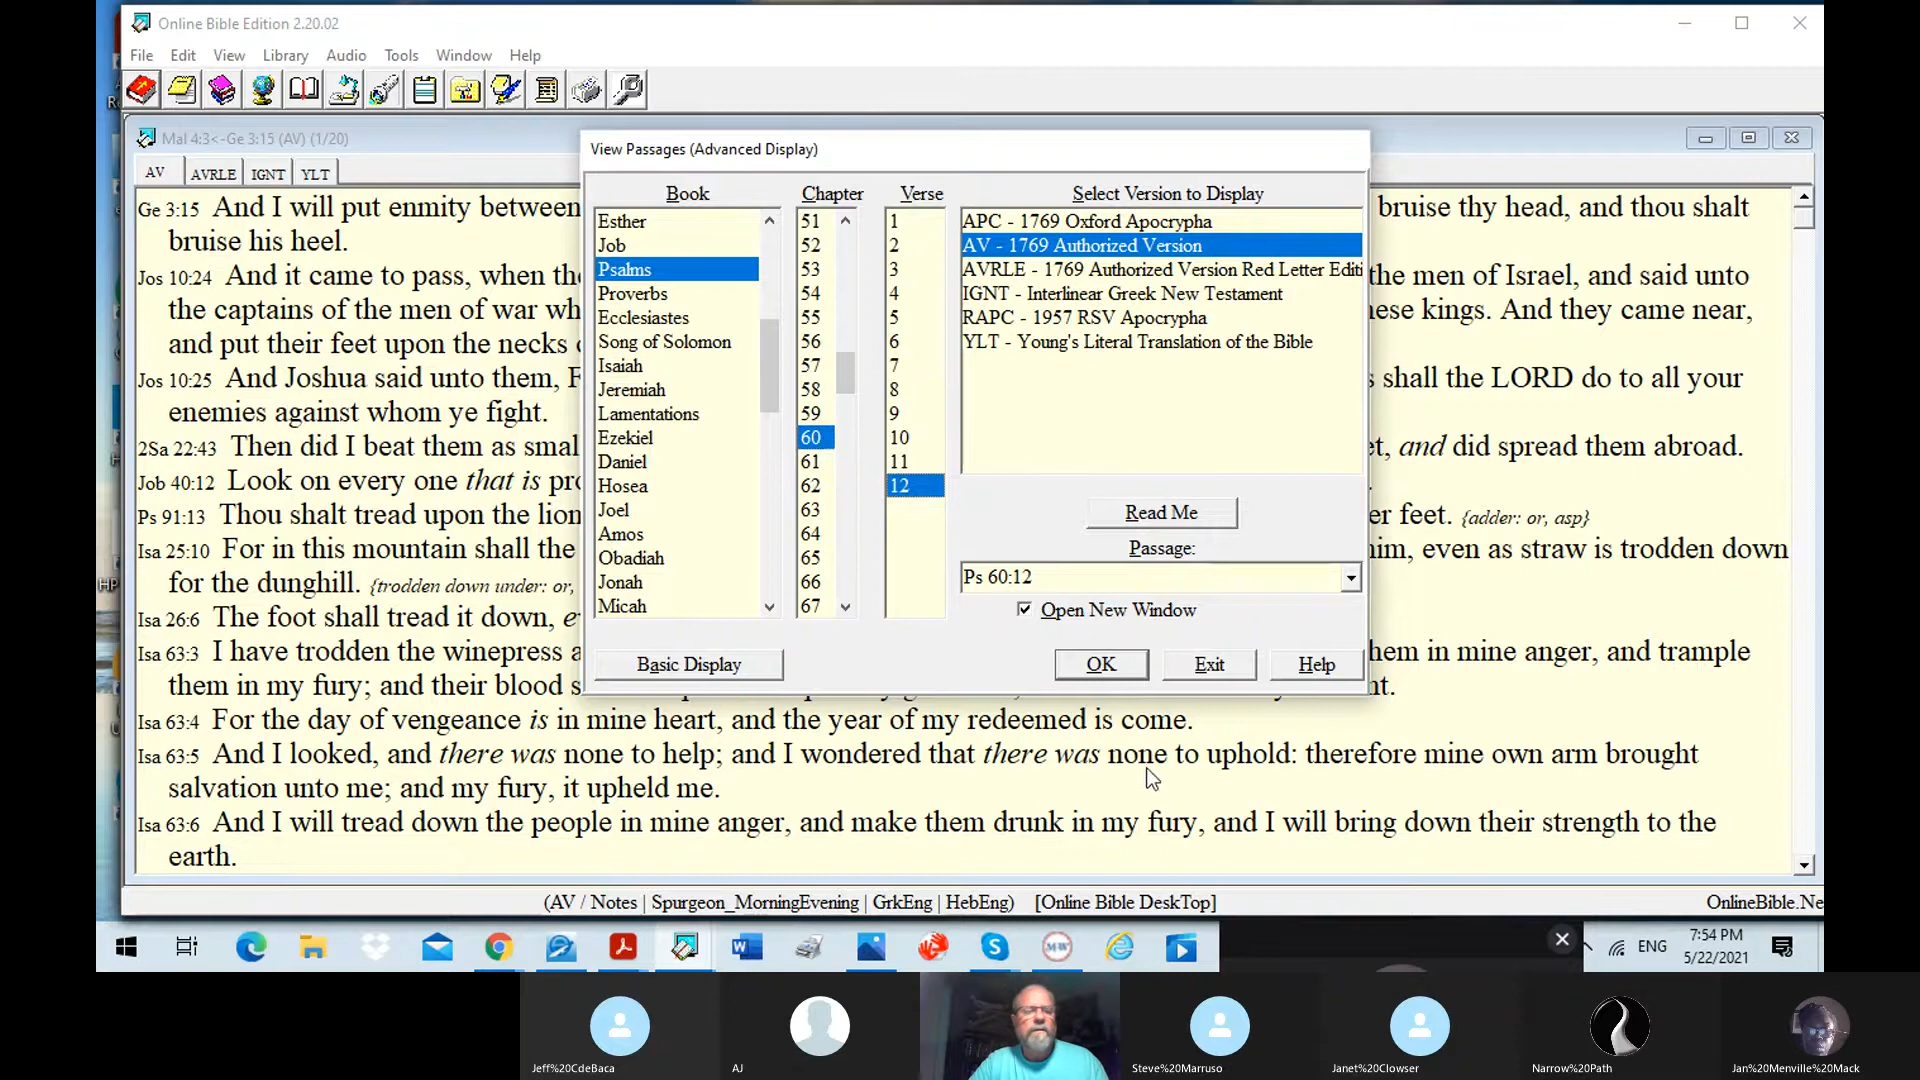 Online Bible Edition 2.20.02
File Edit View Library Audio Tools Window Help
Mal 4:3<-Ge 3:15 (AV) (1/20)
AV AVRLE IGNT YLT
View Passages (Advanced Display)
Book Chapter Verse Select Version to Display
Esther 51 1 APC - 1769 Oxford Apocrypha
Job 52 2 AV - 1769 Authorized Version
Psalms 53 3 AVRLE - 1769 Authorized Version Red Letter Editi
Proverbs 54 4 IGNT - Interlinear Greek New Testament
Ecclesiastes 55 5 RAPC - 1957 RSV Apocrypha
Song of Solomon 56 6 YLT - Young's Literal Translation of the Bible
Isaiah 57 7
Jeremiah 58 8
Lamentations 59 9
Ezekiel 60 10
Daniel 61 11
Hosea 62 12
Joel 63
Amos 64
Obadiah 65
Jonah 66
Micah 67
Read Me
Passage:
Ps 60:12
Open New Window
Basic Display OK Exit Help
Ge 3:15 And I will put enmity between bruise thy head, and thou shalt
bruise his heel.
Jos 10:24 And it came to pass, when the the men of Israel, and said unto
the captains of the men of war wh ese kings. And they came near,
and put their feet upon the necks
Jos 10:25 And Joshua said unto them, F shall the LORD do to all your
enemies against whom ye fight.
2Sa 22:43 Then did I beat them as smal et, and did spread them abroad.
Job 40:12 Look on every one that is pro
Ps 91:13 Thou shalt tread upon the lion er feet. {adder: or, asp}
Isa 25:10 For in this mountain shall the him, even as straw is trodden down
for the dunghill. {trodden down under: or,
Isa 26:6 The foot shall tread it down,
Isa 63:3 I have trodden the winepress a hem in mine anger, and trample
them in my fury; and their blood s nt.
Isa 63:4 For the day of vengeance is in mine heart, and the year of my redeemed is come.
Isa 63:5 And I looked, and there was none to help; and I wondered that there was none to uphold: therefore mine own arm brought
salvation unto me; and my fury, it upheld me.
Isa 63:6 And I will tread down the people in mine anger, and make them drunk in my fury, and I will bring down their strength to the
earth.
(AV / Notes | Spurgeon_MorningEvening | GrkEng | HebEng) [Online Bible DeskTop] OnlineBible.Ne
ENG 7:54 PM
5/22/2021
Jeff%20CdeBaca AJ Steve%20Marruso Janet%20Clowser Narrow%20Path Jan%20Menville%20Mack